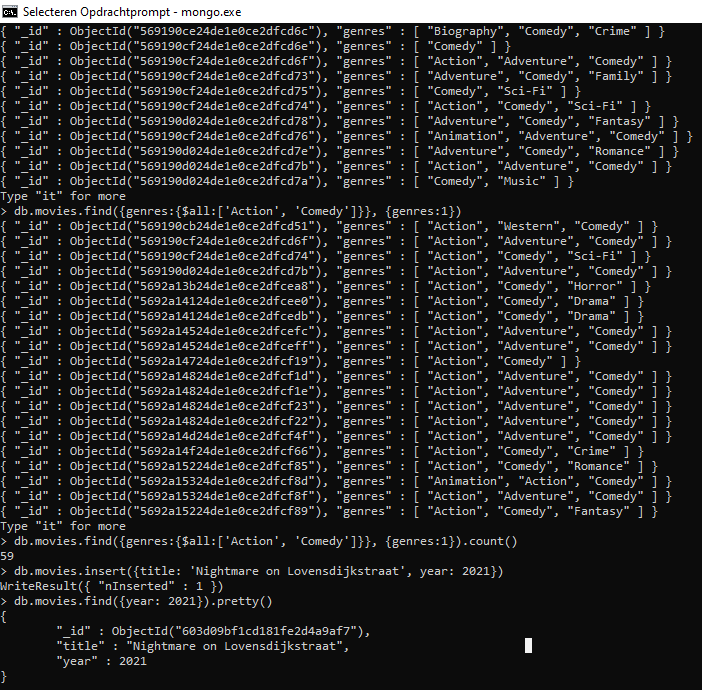 Selecteren Opdrachtprompt - mongo.exe
{ "_id" : ObjectId("569190ce24de1e0ce2dfcd6c"), "genres" : [ "Biography", "Comedy", "Crime" ] }
{ "_id" : ObjectId("569190cf24de1e0ce2dfcd6e"), "genres" : [ "Comedy" ] }
{ "_id" : ObjectId("569190cf24de1e0ce2dfcd6f"), "genres" : [ "Action", "Adventure", "Comedy" ] }
{ "_id" : ObjectId("569190cf24de1e0ce2dfcd73"), "genres" : [ "Adventure", "Comedy", "Family" ] }
{ "_id" : ObjectId("569190cf24de1e0ce2dfcd75"), "genres" : [ "Comedy", "Sci-Fi" ] }
{ "_id" : ObjectId("569190cf24de1e0ce2dfcd74"), "genres" : [ "Action", "Comedy", "Sci-Fi" ] }
{ "_id" : ObjectId("569190d024de1e0ce2dfcd78"), "genres" : [ "Adventure", "Comedy", "Fantasy" ] }
{ "_id" : ObjectId("569190cf24de1e0ce2dfcd76"), "genres" : [ "Animation", "Adventure", "Comedy" ] }
{ "_id" : ObjectId("569190d024de1e0ce2dfcd7e"), "genres" : [ "Adventure", "Comedy", "Romance" ] }
{ "_id" : ObjectId("569190d024de1e0ce2dfcd7b"), "genres" : [ "Action", "Adventure", "Comedy" ] }
{ "_id" : ObjectId("569190d024de1e0ce2dfcd7a"), "genres" : [ "Comedy", "Music" ] }
Type "it" for more
> db.movies.find({genres:{$all:['Action', 'Comedy']}}, {genres:1})
{ "_id" : ObjectId("569190cb24de1e0ce2dfcd51"), "genres" : [ "Action", "Western", "Comedy" ] }
{ "_id" : ObjectId("569190cf24de1e0ce2dfcd6f"), "genres" : [ "Action", "Adventure", "Comedy" ] }
{ "_id" : ObjectId("569190cf24de1e0ce2dfcd74"), "genres" : [ "Action", "Comedy", "Sci-Fi" ] }
{ "_id" : ObjectId("569190d024de1e0ce2dfcd7b"), "genres" : [ "Action", "Adventure", "Comedy" ] }
{ "_id" : ObjectId("5692a13b24de1e0ce2dfcea8"), "genres" : [ "Action", "Comedy", "Horror" ] }
{ "_id" : ObjectId("5692a14124de1e0ce2dfcee0"), "genres" : [ "Action", "Comedy", "Drama" ] }
{ "_id" : ObjectId("5692a14124de1e0ce2dfcedb"), "genres" : [ "Action", "Comedy", "Drama" ] }
{ "_id" : ObjectId("5692a14524de1e0ce2dfcefc"), "genres" : [ "Action", "Adventure", "Comedy" ] }
{ "_id" : ObjectId("5692a14524de1e0ce2dfceff"), "genres" : [ "Action", "Adventure", "Comedy" ] }
{ "_id" : ObjectId("5692a14724de1e0ce2dfcf19"), "genres" : [ "Action", "Comedy" ] }
{ "_id" : ObjectId("5692a14824de1e0ce2dfcf1d"), "genres" : [ "Action", "Adventure", "Comedy" ] }
{ "_id" : ObjectId("5692a14824de1e0ce2dfcf1e"), "genres" : [ "Action", "Adventure", "Comedy" ] }
{ "_id" : ObjectId("5692a14824de1e0ce2dfcf23"), "genres" : [ "Action", "Adventure", "Comedy" ] }
{ "_id" : ObjectId("5692a14824de1e0ce2dfcf22"), "genres" : [ "Action", "Adventure", "Comedy" ] }
{ "_id" : ObjectId("5692a14d24de1e0ce2dfcf4f"), "genres" : [ "Action", "Adventure", "Comedy" ] }
{ "_id" : ObjectId("5692a14f24de1e0ce2dfcf66"), "genres" : [ "Action", "Comedy", "Crime" ] }
{ "_id" : ObjectId("5692a15224de1e0ce2dfcf85"), "genres" : [ "Action", "Comedy", "Romance" ] }
{ "_id" : ObjectId("5692a15324de1e0ce2dfcf8d"), "genres" : [ "Animation", "Action", "Comedy" ] }
{ "_id" : ObjectId("5692a15324de1e0ce2dfcf8f"), "genres" : [ "Action", "Adventure", "Comedy" ] }
{ "_id" : ObjectId("5692a15224de1e0ce2dfcf89"), "genres" : [ "Action", "Comedy", "Fantasy" ] }
Type "it" for more
> db.movies.find({genres:{$all:['Action', 'Comedy']}}, {genres:1}).count()
59
> db.movies.insert({title: 'Nightmare on Lovensdijkstraat', year: 2021})
WriteResult({ "nInserted" : 1 })
> db.movies.find({year: 2021}).pretty()
{
"_id" : ObjectId("603d09bf1cd181fe2d4a9af7"),
"title" : "Nightmare on Lovensdijkstraat",
"year" : 2021
}